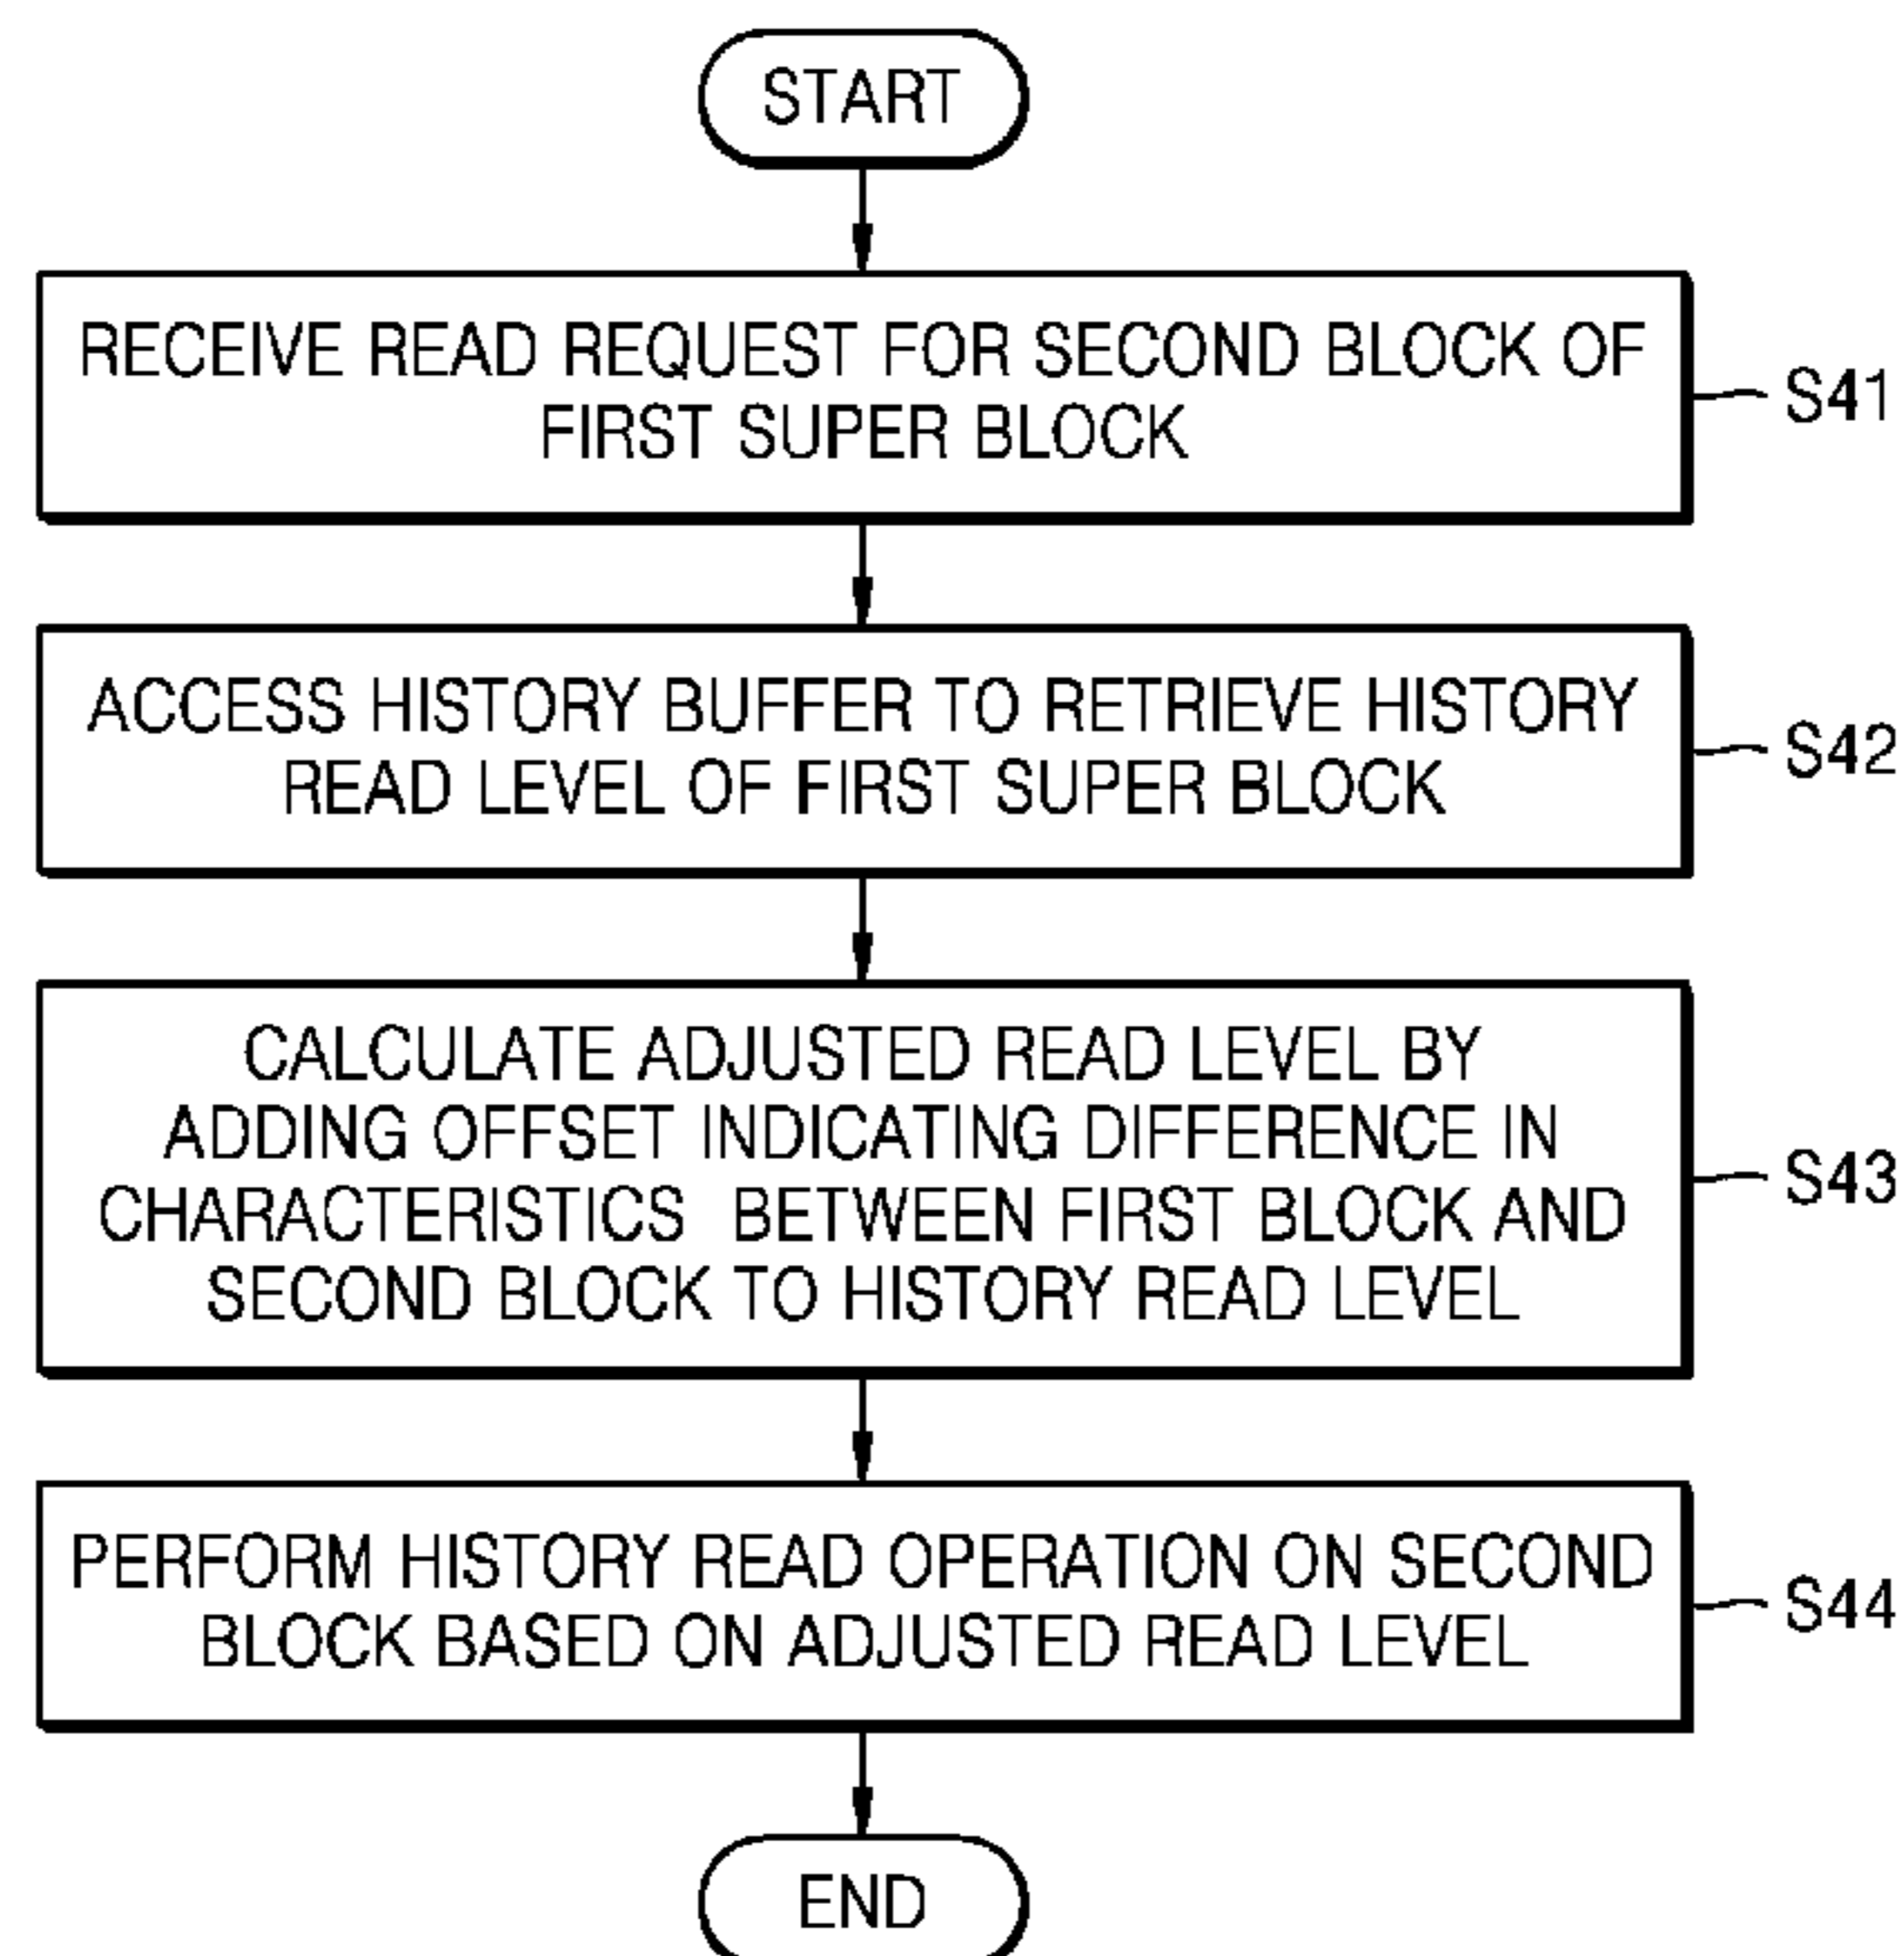 START
RECEIVE READ REQUEST FOR SECOND BLOCK OF
FIRST SUPER BLOCK
S41
ACCESS HISTORY BUFFER TO RETRIEVE HISTORY
READ LEVEL OF FIRST SUPER BLOCK
S42
CALCULATE ADJUSTED READ LEVEL BY
ADDING OFFSET INDICATING DIFFERENCE IN
CHARACTERISTICS BETWEEN FIRST BLOCK AND
SECOND BLOCK TO HISTORY READ LEVEL
S43
PERFORM HISTORY READ OPERATION ON SECOND
BLOCK BASED ON ADJUSTED READ LEVEL
S44
END